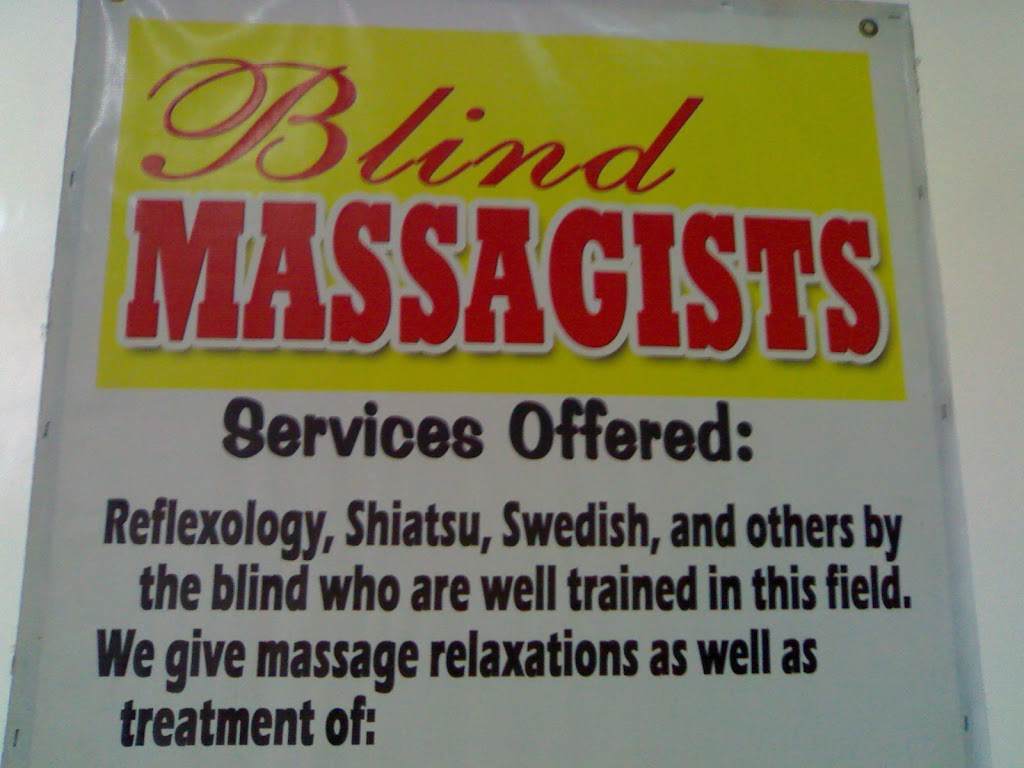 Blind
MASSAGISTS
Services Offered:
Reflexology, Shiatsu, Swedish, and others by
the blind who are well trained in this field.
We give massage relaxations as well as
treatment of: